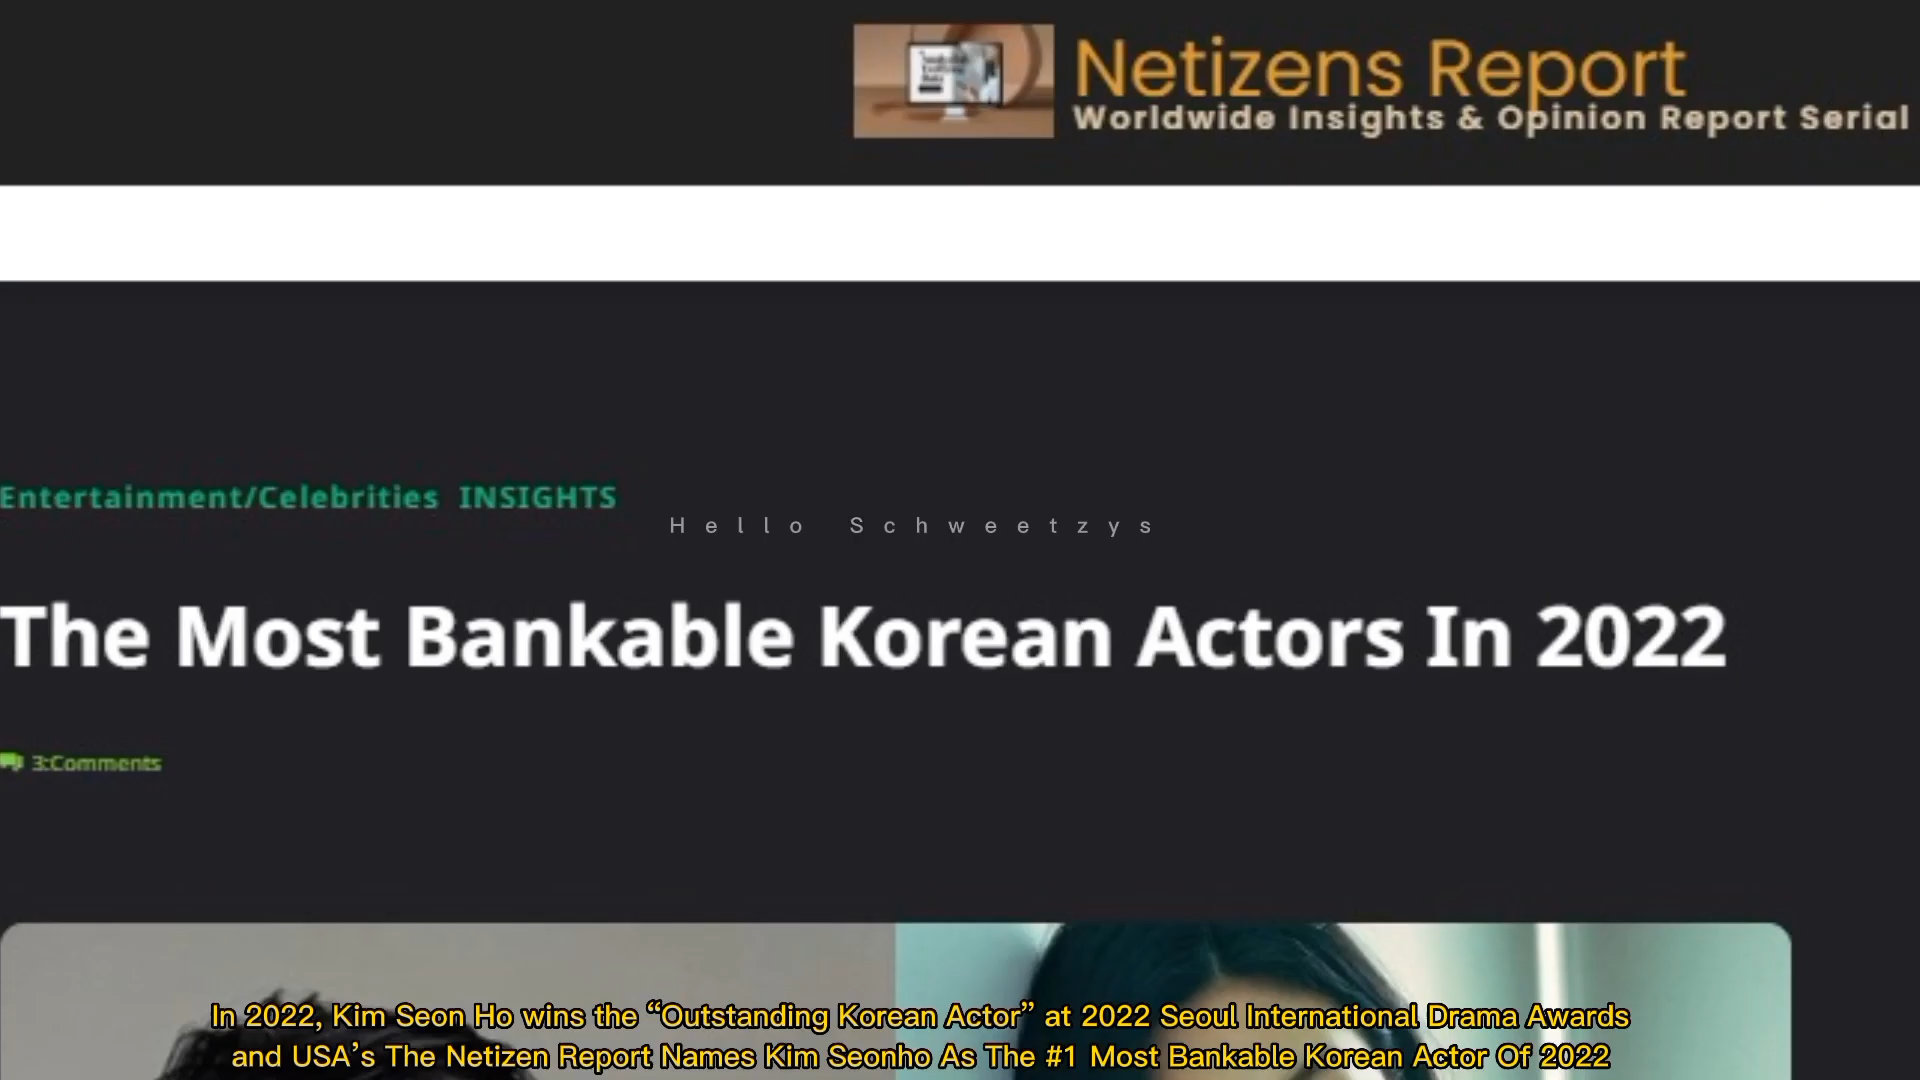 Netizens Report
Worldwide Insights & Opinion Report Serial
Entertainment/Celebrities INSIGHTS
Hello Schweetzys
The Most Bankable Korean Actors In 2022
3:Comments
In 2022, Kim Seon Ho wins the “Outstanding Korean Actor” at 2022 Seoul International Drama Awards
and USA’s The Netizen Report Names Kim Seonho As The #1 Most Bankable Korean Actor Of 2022